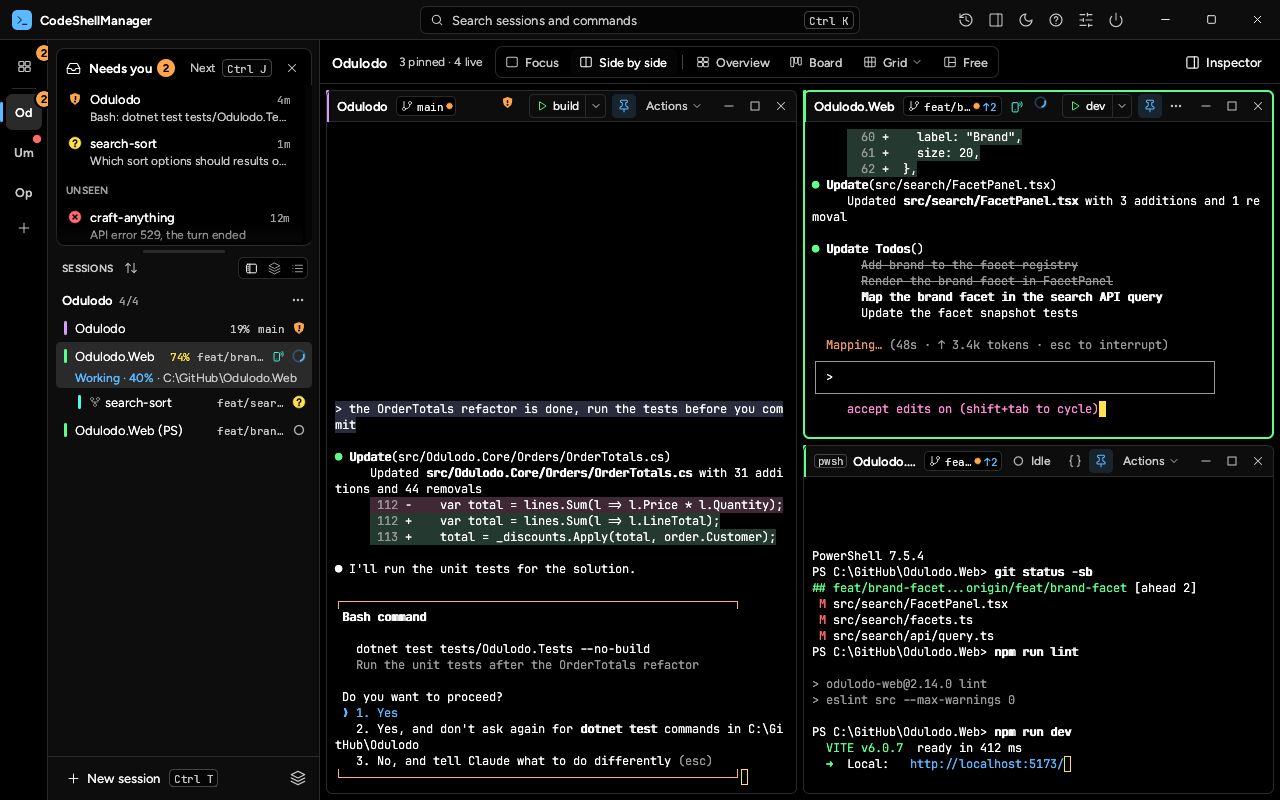 CodeShellManager
Search sessions and commands
Ctrl K
2
Needs you 2 Next Ctrl J
Odulodo 4m
Bash: dotnet test tests/Odulodo.Te…
search-sort 1m
Which sort options should results o…
UNSEEN
craft-anything 12m
API error 529, the turn ended
2
Od
Um
Op
SESSIONS
Odulodo 4/4
Odulodo 19% main
Odulodo.Web 74% feat/bran…
Working · 40% · C:\GitHub\Odulodo.Web
search-sort feat/sear…
Odulodo.Web (PS) feat/bran…
New session Ctrl T
Odulodo 3 pinned · 4 live
Focus Side by side Overview Board Grid Free
Inspector
Odulodo main build Actions
> the OrderTotals refactor is done, run the tests before you com
mit
Update(src/Odulodo.Core/Orders/OrderTotals.cs)
Updated src/Odulodo.Core/Orders/OrderTotals.cs with 31 addi
tions and 44 removals
112 - var total = lines.Sum(l => l.Price * l.Quantity);
112 + var total = lines.Sum(l => l.LineTotal);
113 + total = _discounts.Apply(total, order.Customer);
I'll run the unit tests for the solution.
Bash command
dotnet test tests/Odulodo.Tests --no-build
Run the unit tests after the OrderTotals refactor
Do you want to proceed?
❯ 1. Yes
2. Yes, and don't ask again for dotnet test commands in C:\Gi
tHub\Odulodo
3. No, and tell Claude what to do differently (esc)
Odulodo.Web feat/b… ↑2 dev
60 + label: "Brand",
61 + size: 20,
62 + },
Update(src/search/FacetPanel.tsx)
Updated src/search/FacetPanel.tsx with 3 additions and 1 re
moval
Update Todos()
Add brand to the facet registry
Render the brand facet in FacetPanel
Map the brand facet in the search API query
Update the facet snapshot tests
Mapping… (48s · ↑ 3.4k tokens · esc to interrupt)
>
accept edits on (shift+tab to cycle)
pwsh Odulodo.… fea… ↑2 Idle { } Actions
PowerShell 7.5.4
PS C:\GitHub\Odulodo.Web> git status -sb
## feat/brand-facet...origin/feat/brand-facet [ahead 2]
M src/search/FacetPanel.tsx
M src/search/facets.ts
M src/search/api/query.ts
PS C:\GitHub\Odulodo.Web> npm run lint
> odulodo-web@2.14.0 lint
> eslint src --max-warnings 0
PS C:\GitHub\Odulodo.Web> npm run dev
VITE v6.0.7 ready in 412 ms
➜ Local: http://localhost:5173/